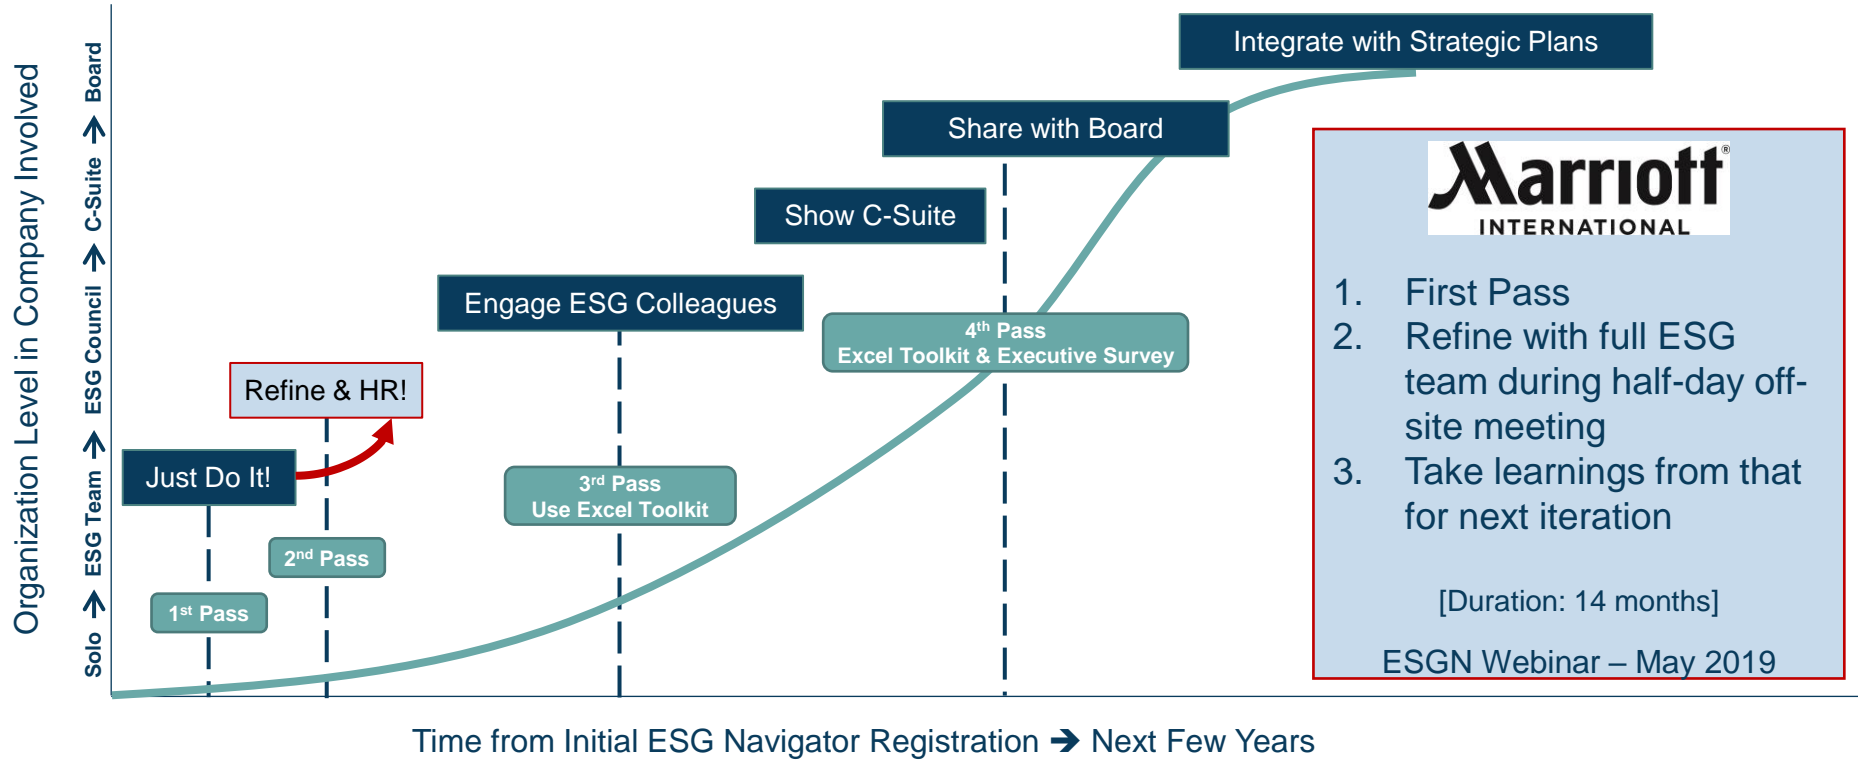 Integrate with Strategic Plans
Share with Board
Show C-Suite
Engage ESG Colleagues
4th Pass
Excel Toolkit & Executive Survey
Refine & HR!
Just Do It!
3rd Pass
Use Excel Toolkit
2nd Pass
1st Pass
Organization Level in Company Involved
Solo → ESG Team → ESG Council → C-Suite → Board
Time from Initial ESG Navigator Registration → Next Few Years
Marriott®
INTERNATIONAL
1. First Pass
2. Refine with full ESG
team during half-day off-
site meeting
3. Take learnings from that
for next iteration
[Duration: 14 months]
ESGN Webinar – May 2019